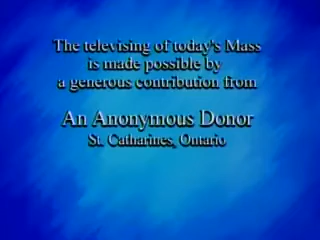 The televising of today's Mass
is made possible by
a generous contribution from
An Anonymous Donor
St. Catharines, Ontario